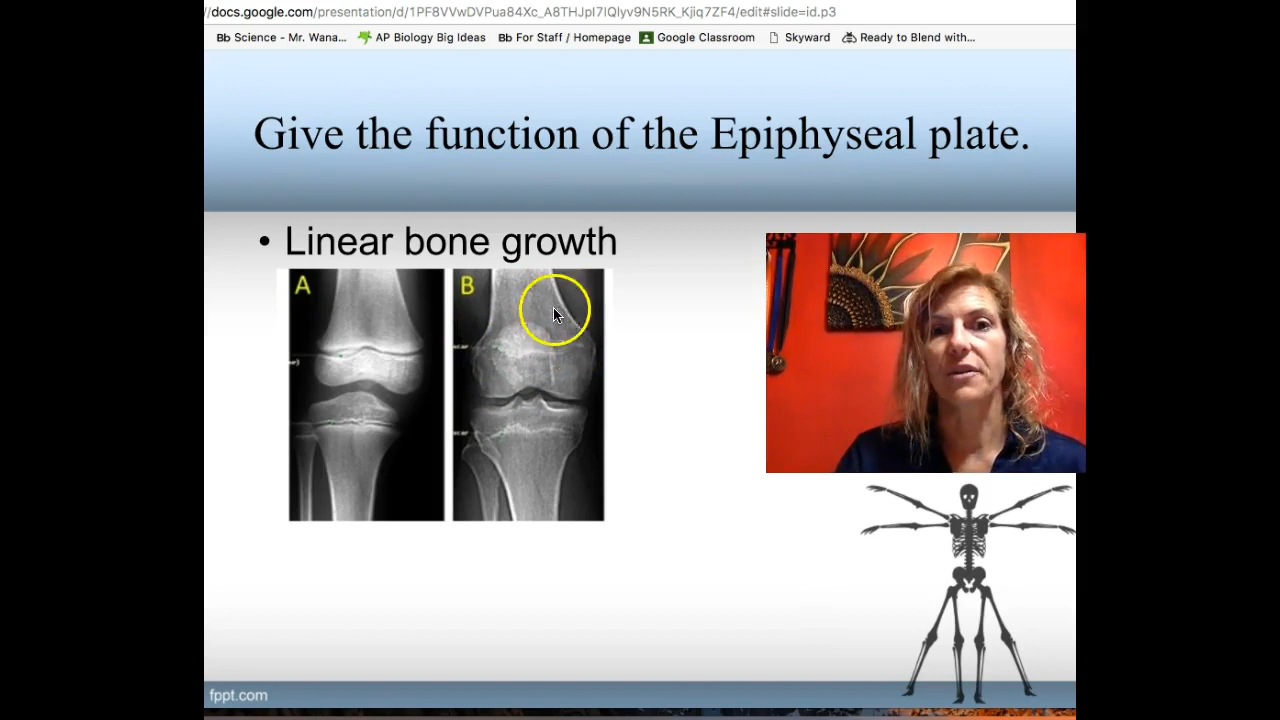 //docs.google.com/presentation/d/1PF8VVwDVPua84Xc_A8THJpI7IQlyv9N5RK_Kjiq7ZF4/edit#slide=id.p3
Bb Science - Mr. Wana... AP Biology Big Ideas Bb For Staff / Homepage Google Classroom Skyward Ready to Blend with...
Give the function of the Epiphyseal plate.
• Linear bone growth
A B
fppt.com